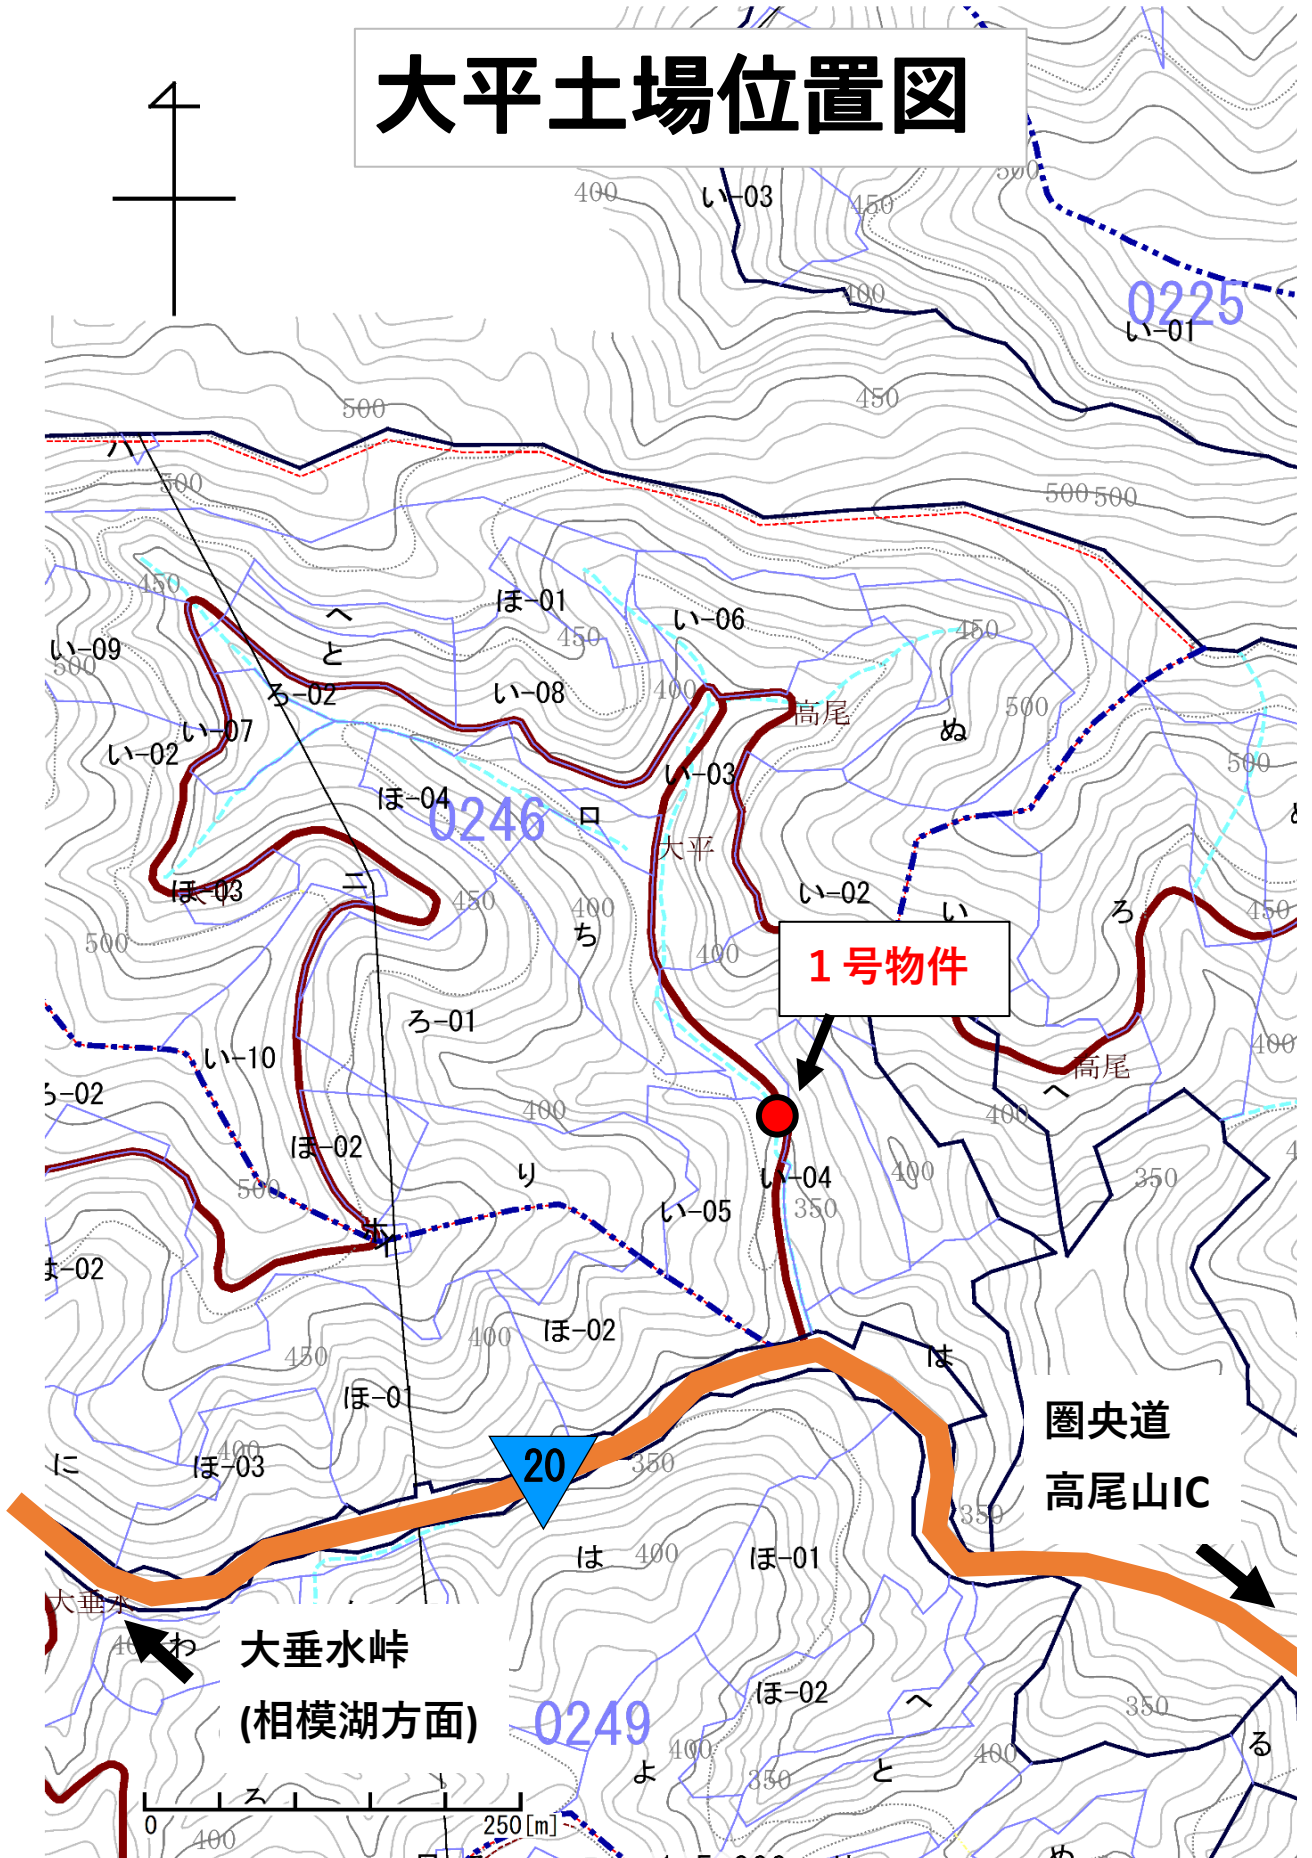 大平土場位置図
400
い-03
450
500
400
0225
い-01
450
500
ハ
500
500 500
450
ほ-01
へ
い-06
450
450
い-09
500
と
ろ-02
い-08
400
高尾
500
ぬ
い-07
い-02
い-03
500
ほ-04
0246
ロ
大平
ほ-03
ニ
450
400
い-02
い
ろ
450
500
ち
400
1号物件
ろ-01
い-10
400
高尾
ろ-02
400
へ
400
ほ-02
り
い-04
400
350
500
い-05
350
ホ
イ
は-02
400
ほ-02
は
450
ほ-01
圏央道
に
400
ほ-03
20
350
高尾山IC
350
は
400
ほ-01
大垂水
わ
大垂水峠
(相模湖方面)
ほ-02
へ
350
0249
400
る
よ
350
と
400
ろ
0
250[m]
400